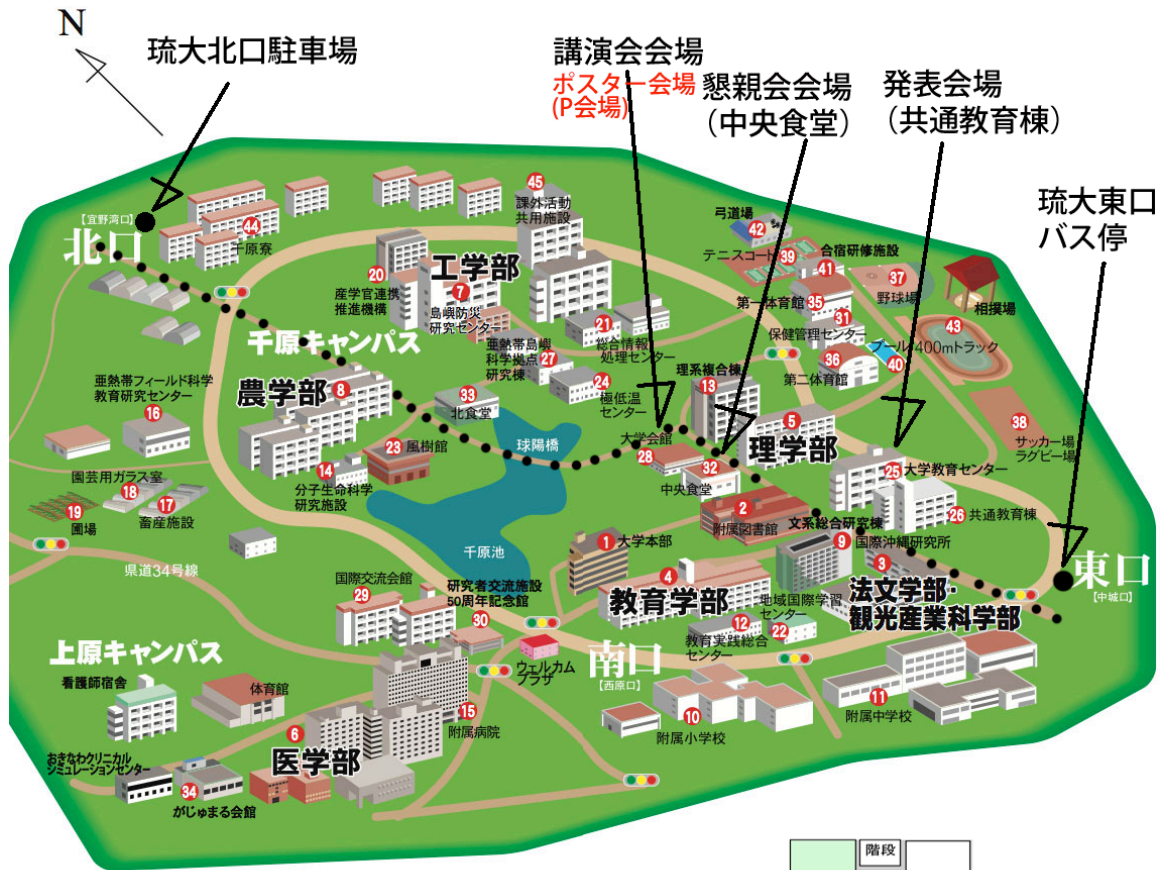 N
琉大北口駐車場
講演会会場
ポスター会場
(P会場)
懇親会会場
（中央食堂）
発表会場
（共通教育棟）
琉大東口
バス停
【宜野湾口】
北口
44
千原寮
45
課外活動
共用施設
弓道場
42
テニスコート
39
合宿研修施設
41
37
野球場
相撲場
20
産学官連携
推進機構
工学部
7
島嶼防災
研究センター
第一体育館
35
31
保健管理センター
プール
40
400mトラック
43
千原キャンパス
亜熱帯島嶼
科学拠点
研究棟
27
21
総合情報
処理センター
24
極低温
センター
理系複合棟
13
36
第二体育館
亜熱帯フィールド科学
教育研究センター
16
農学部
8
33
北食堂
5
理学部
38
サッカー場
ラグビー場
23
風樹館
球陽橋
大学会館
28
32
中央食堂
25
大学教育センター
園芸用ガラス室
18
17
畜産施設
19
圃場
14
分子生命科学
研究施設
2
附属図書館
26
共通教育棟
県道34号線
千原池
1
大学本部
文系総合研究棟
9
国際沖縄研究所
3
東口
【中城口】
国際交流会館
29
研究者交流施設
50周年記念館
30
4
教育学部
地域国際学習
センター
22
法文学部・
観光産業科学部
12
教育実践総合
センター
上原キャンパス
看護師宿舎
体育館
ウェルカム
プラザ
南口
【西原口】
15
附属病院
10
附属小学校
11
附属中学校
6
医学部
おきなわクリニカル
シミュレーションセンター
34
がじゅまる会館
階段